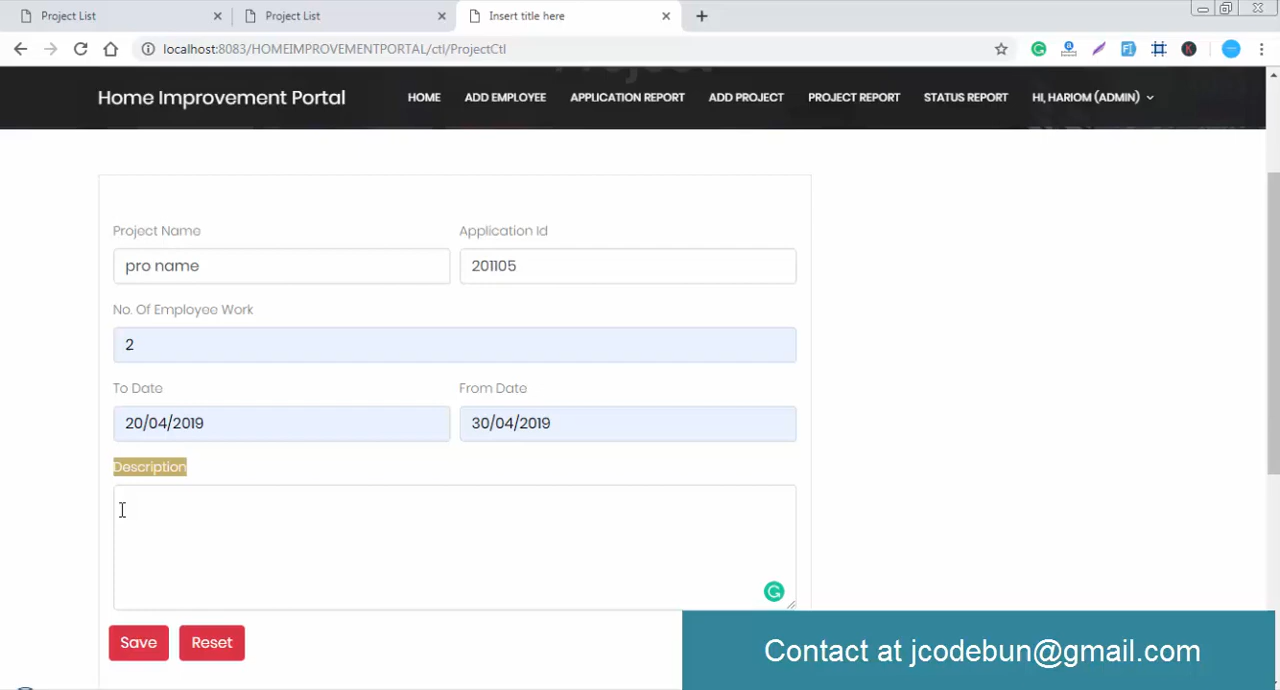 Project List
Project List
Insert title here
localhost:8083/HOMEIMPROVEMENTPORTAL/ctl/ProjectCtl
Project
Home Improvement Portal
HOME
ADD EMPLOYEE
APPLICATION REPORT
ADD PROJECT
PROJECT REPORT
STATUS REPORT
HI, HARIOM (ADMIN)
Project Name
Application Id
pro name
201105
No. Of Employee Work
2
To Date
From Date
20/04/2019
30/04/2019
Description
Save
Reset
Contact at jcodebun@gmail.com